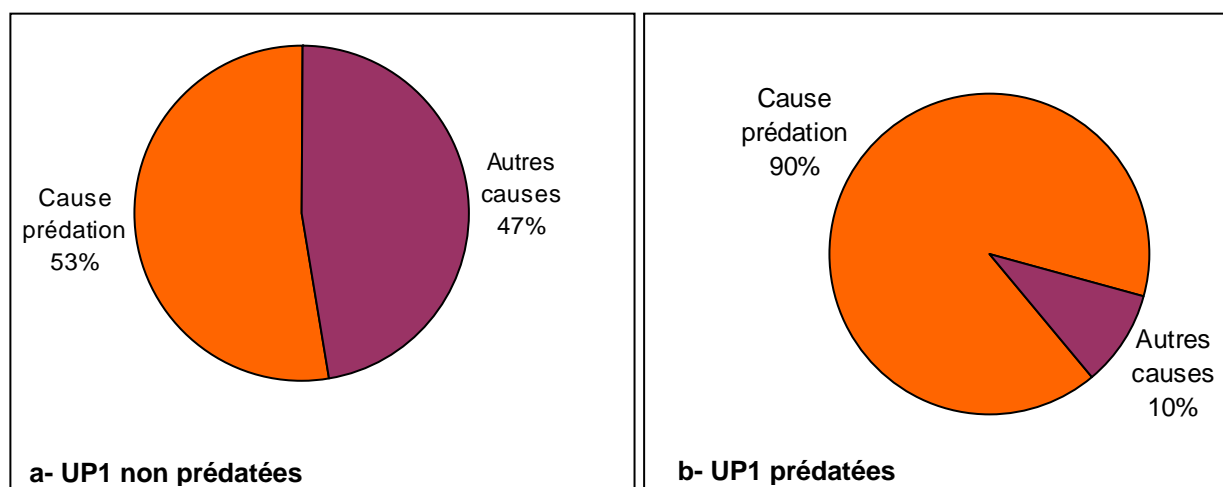 Cause
prédation
53%
Autres
causes
47%
a- UP1 non prédatées
Cause
prédation
90%
Autres
causes
10%
b- UP1 prédatées